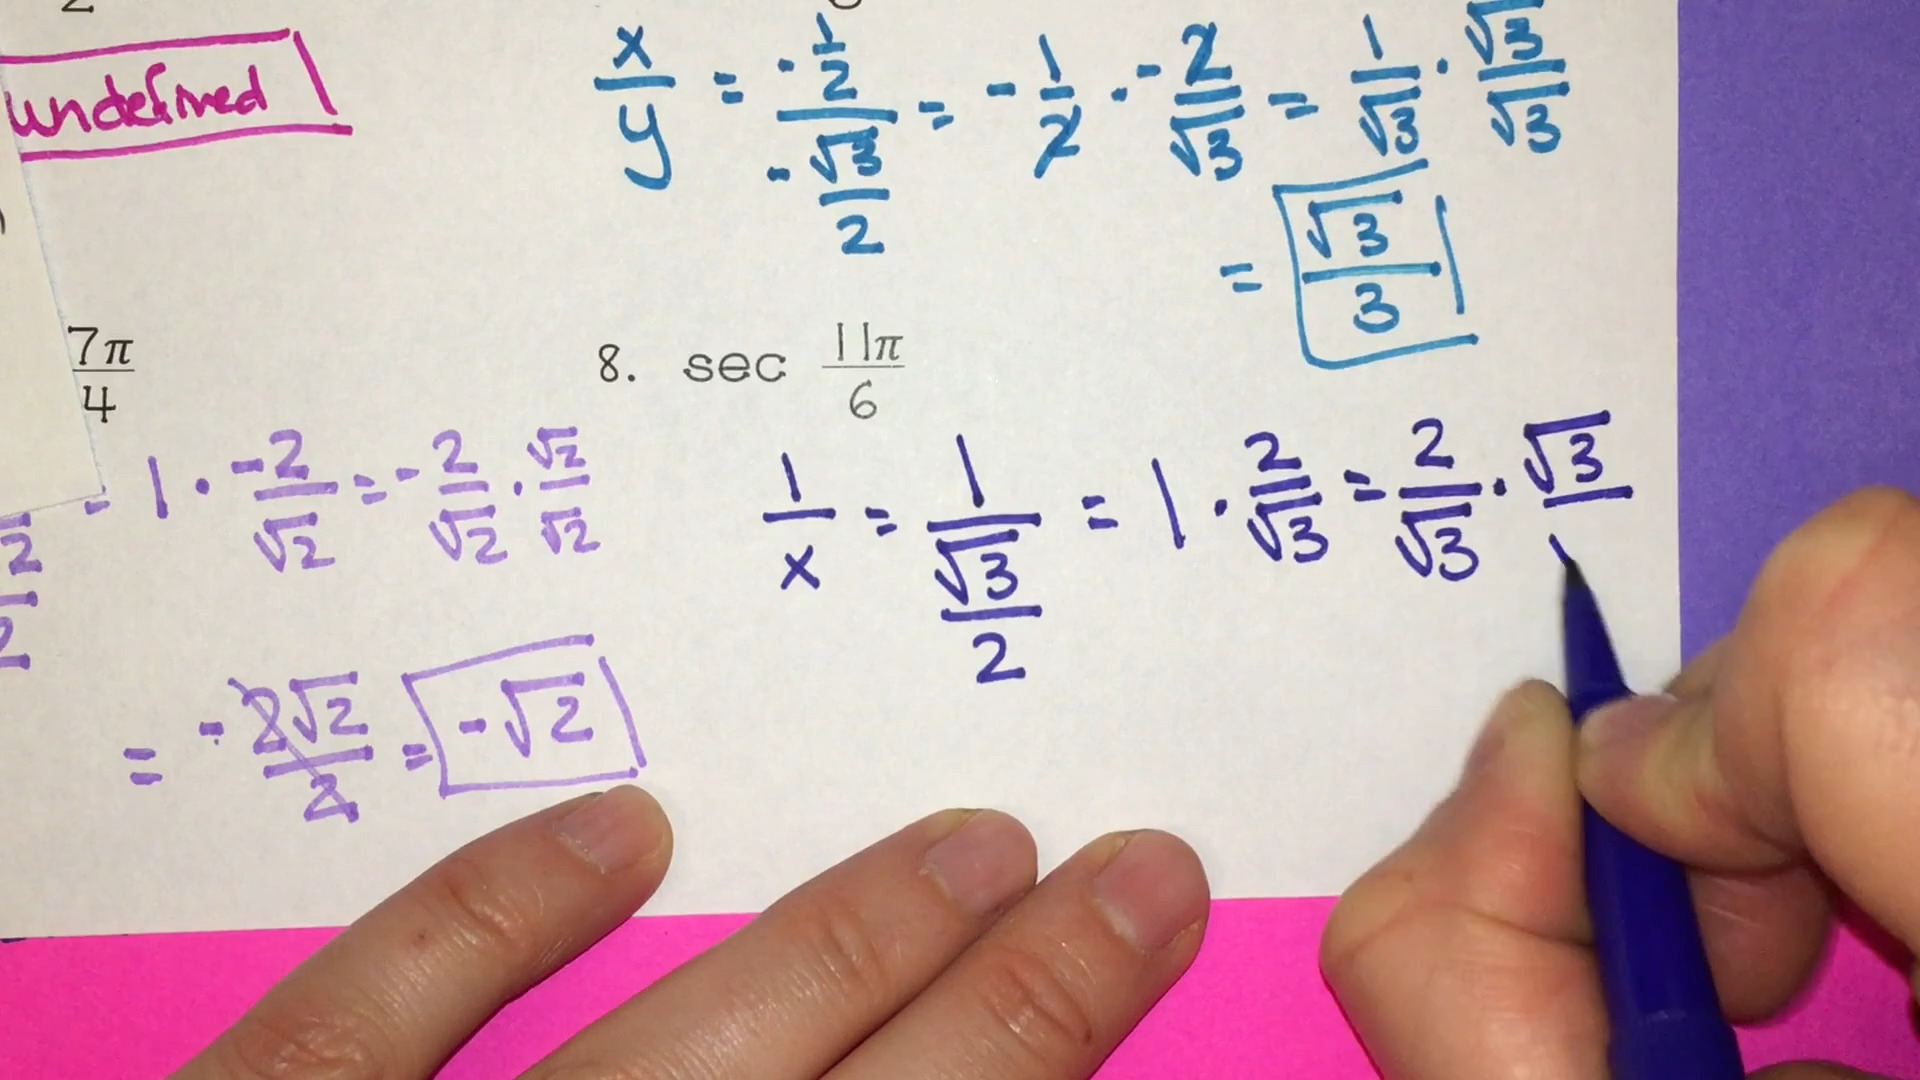 undefined
x/y = -1/2 / -√3/2 = -1/2 · -2/√3 = 1/√3 · √3/√3
= √3/3
7π/4
= 1 · -2/√2 = -2/√2 · √2/√2
= -2√2/2 = -√2
8. sec 11π/6
1/x = 1/ √3/2 = 1 · 2/√3 = 2/√3 · √3/